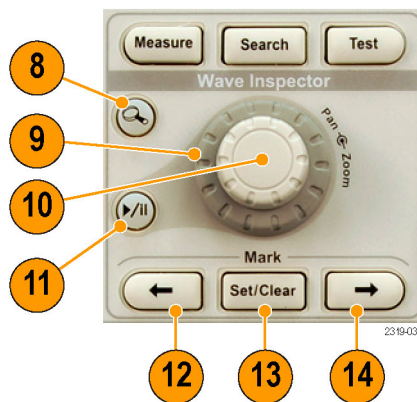 Measure Search Test
Wave Inspector
8
9
Pan Zoom
10
11
Mark
← Set/Clear →
2319-03
12 13 14